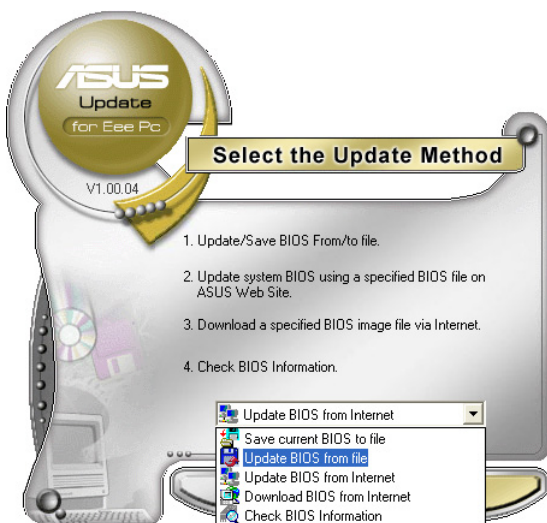 ASUS
Update
for Eee Pc
Select the Update Method
V1.00.04
1. Update/Save BIOS From/to file.
2. Update system BIOS using a specified BIOS file on
ASUS Web Site.
3. Download a specified BIOS image file via Internet.
4. Check BIOS Information.
Update BIOS from Internet
Save current BIOS to file
Update BIOS from file
Update BIOS from Internet
Download BIOS from Internet
Check BIOS Information